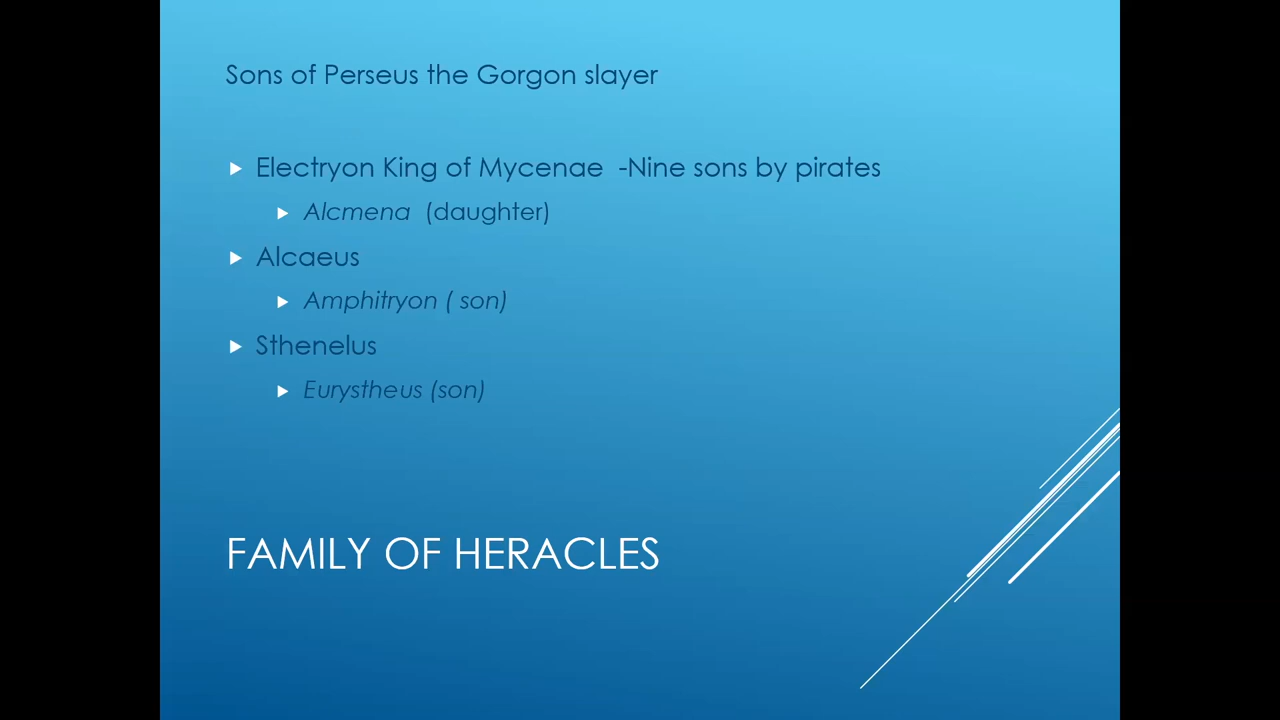 Sons of Perseus the Gorgon slayer
Electryon King of Mycenae -Nine sons by pirates
Alcmena (daughter)
Alcaeus
Amphitryon ( son)
Sthenelus
Eurystheus (son)
FAMILY OF HERACLES